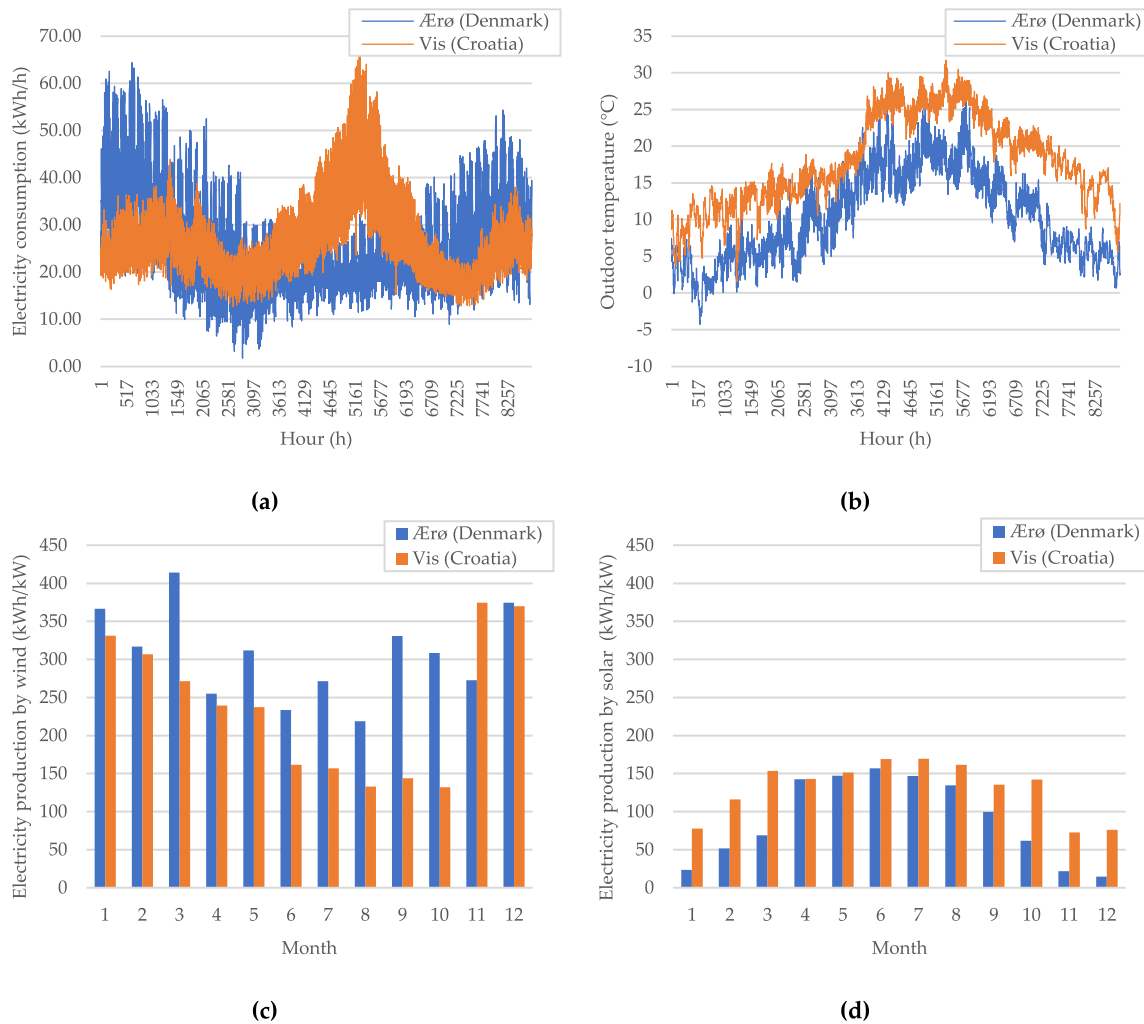 Ærø (Denmark)
Vis (Croatia)
Electricity consumption (kWh/h)
70.00
60.00
50.00
40.00
30.00
20.00
10.00
0.00
1 517 1033 1549 2065 2581 3097 3613 4129 4645 5161 5677 6193 6709 7225 7741 8257
Hour (h)
(a)
Ærø (Denmark)
Vis (Croatia)
Outdoor temperature (°C)
35
30
25
20
15
10
5
0
-5
-10
1 517 1033 1549 2065 2581 3097 3613 4129 4645 5161 5677 6193 6709 7225 7741 8257
Hour (h)
(b)
Ærø (Denmark)
Vis (Croatia)
Electricity production by wind (kWh/kW)
450
400
350
300
250
200
150
100
50
0
1 2 3 4 5 6 7 8 9 10 11 12
Month
(c)
Ærø (Denmark)
Vis (Croatia)
Electricity production by solar (kWh/kW)
450
400
350
300
250
200
150
100
50
0
1 2 3 4 5 6 7 8 9 10 11 12
Month
(d)